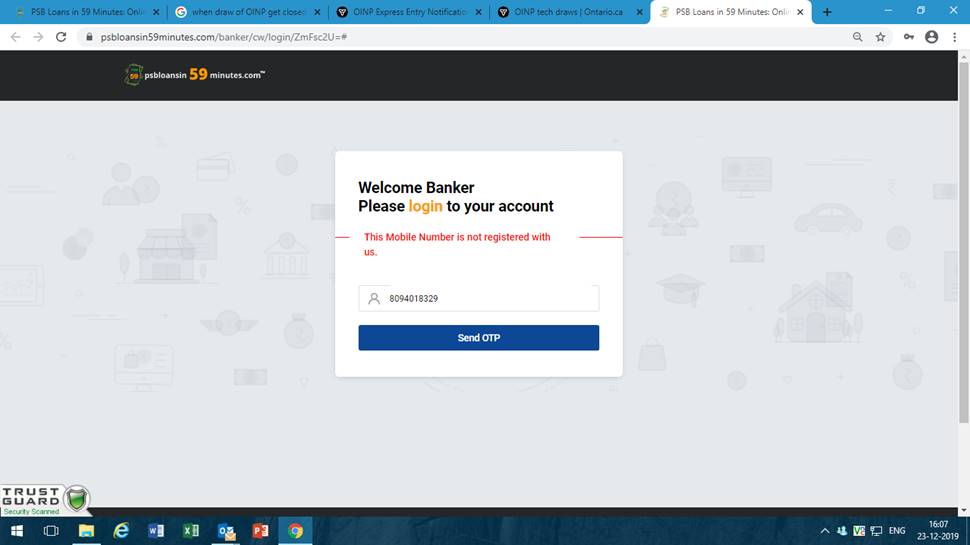 PSB Loans in 59 Minutes: Onlin
when draw of OINP get closed
OINP Express Entry Notification
OINP tech draws | Ontario.ca
PSB Loans in 59 Minutes: Onlin
psbloansin59minutes.com/banker/cw/login/ZmFsc2U=#
psbloansin 59 minutes.com™
Welcome Banker
Please login to your account
This Mobile Number is not registered with
us.
8094018329
Send OTP
TRUST
GUARD
Security Scanned
ENG
16:07
23-12-2019